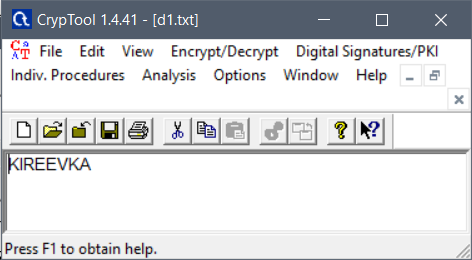 CrypTool 1.4.41 - [d1.txt]
File Edit View Encrypt/Decrypt Digital Signatures/PKI
Indiv. Procedures Analysis Options Window Help
KIREEVKA
Press F1 to obtain help.